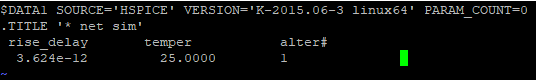 $DATA1 SOURCE='HSPICE' VERSION='K-2015.06-3 linux64' PARAM_COUNT=0
.TITLE '* net sim'
rise_delay temper alter#
3.624e-12 25.0000 1
~